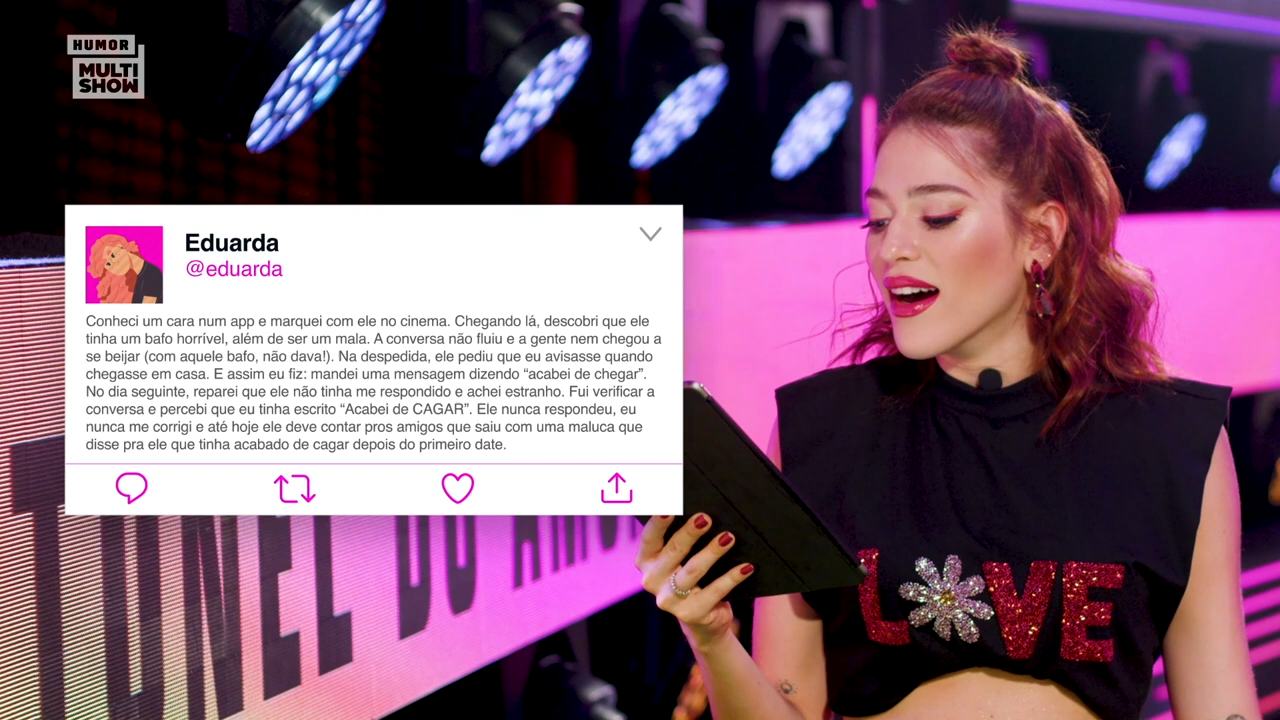 HUMOR
MULTI
SHOW
Eduarda
@eduarda
Conheci um cara num app e marquei com ele no cinema. Chegando lá, descobri que ele
tinha um bafo horrível, além de ser um mala. A conversa não fluiu e a gente nem chegou a
se beijar (com aquele bafo, não dava!). Na despedida, ele pediu que eu avisasse quando
chegasse em casa. E assim eu fiz: mandei uma mensagem dizendo “acabei de chegar”.
No dia seguinte, reparei que ele não tinha me respondido e achei estranho. Fui verificar a
conversa e percebi que eu tinha escrito “Acabei de CAGAR”. Ele nunca respondeu, eu
nunca me corrigi e até hoje ele deve contar pros amigos que saiu com uma maluca que
disse pra ele que tinha acabado de cagar depois do primeiro date.
TUNEL DO AMOR
LOVE